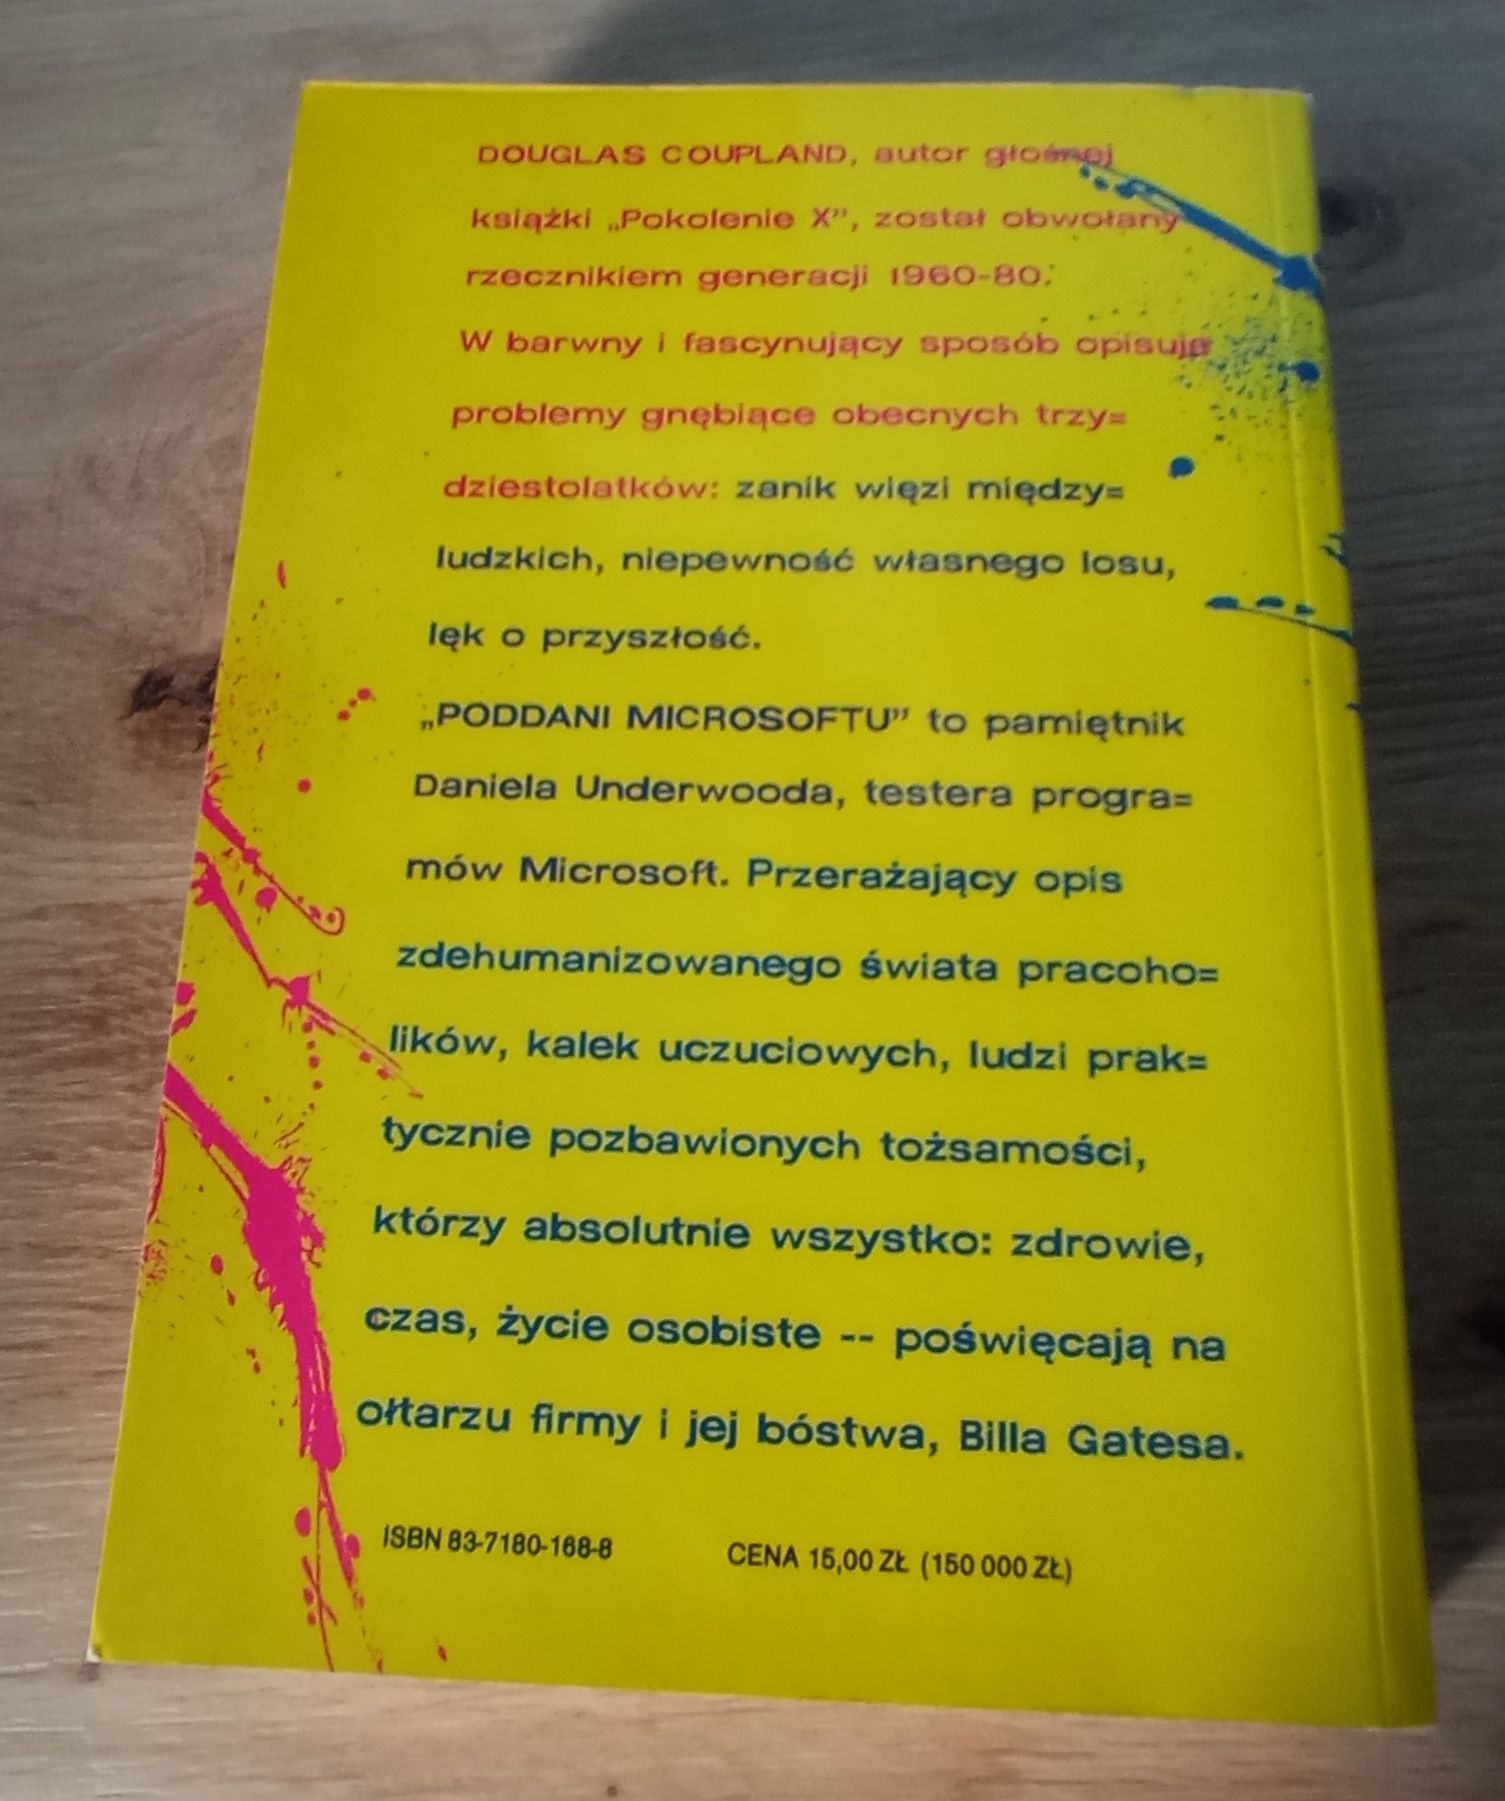 DOUGLAS COUPLAND, autor głośnej
książki „Pokolenie X”, został obwołany
rzecznikiem generacji 1960-80.
W barwny i fascynujący sposób opisuje
problemy gnębiące obecnych trzy=
dziestolatków: zanik więzi między=
ludzkich, niepewność własnego losu,
lęk o przyszłość.
„PODDANI MICROSOFTU” to pamiętnik
Daniela Underwooda, testera progra=
mów Microsoft. Przerażający opis
zdehumanizowanego świata pracoho=
lików, kalek uczuciowych, ludzi prak=
tycznie pozbawionych tożsamości,
którzy absolutnie wszystko: zdrowie,
czas, życie osobiste -- poświęcają na
ołtarzu firmy i jej bóstwa, Billa Gatesa.
ISBN 83-7180-168-8 CENA 15,00 ZŁ (150 000 ZŁ)